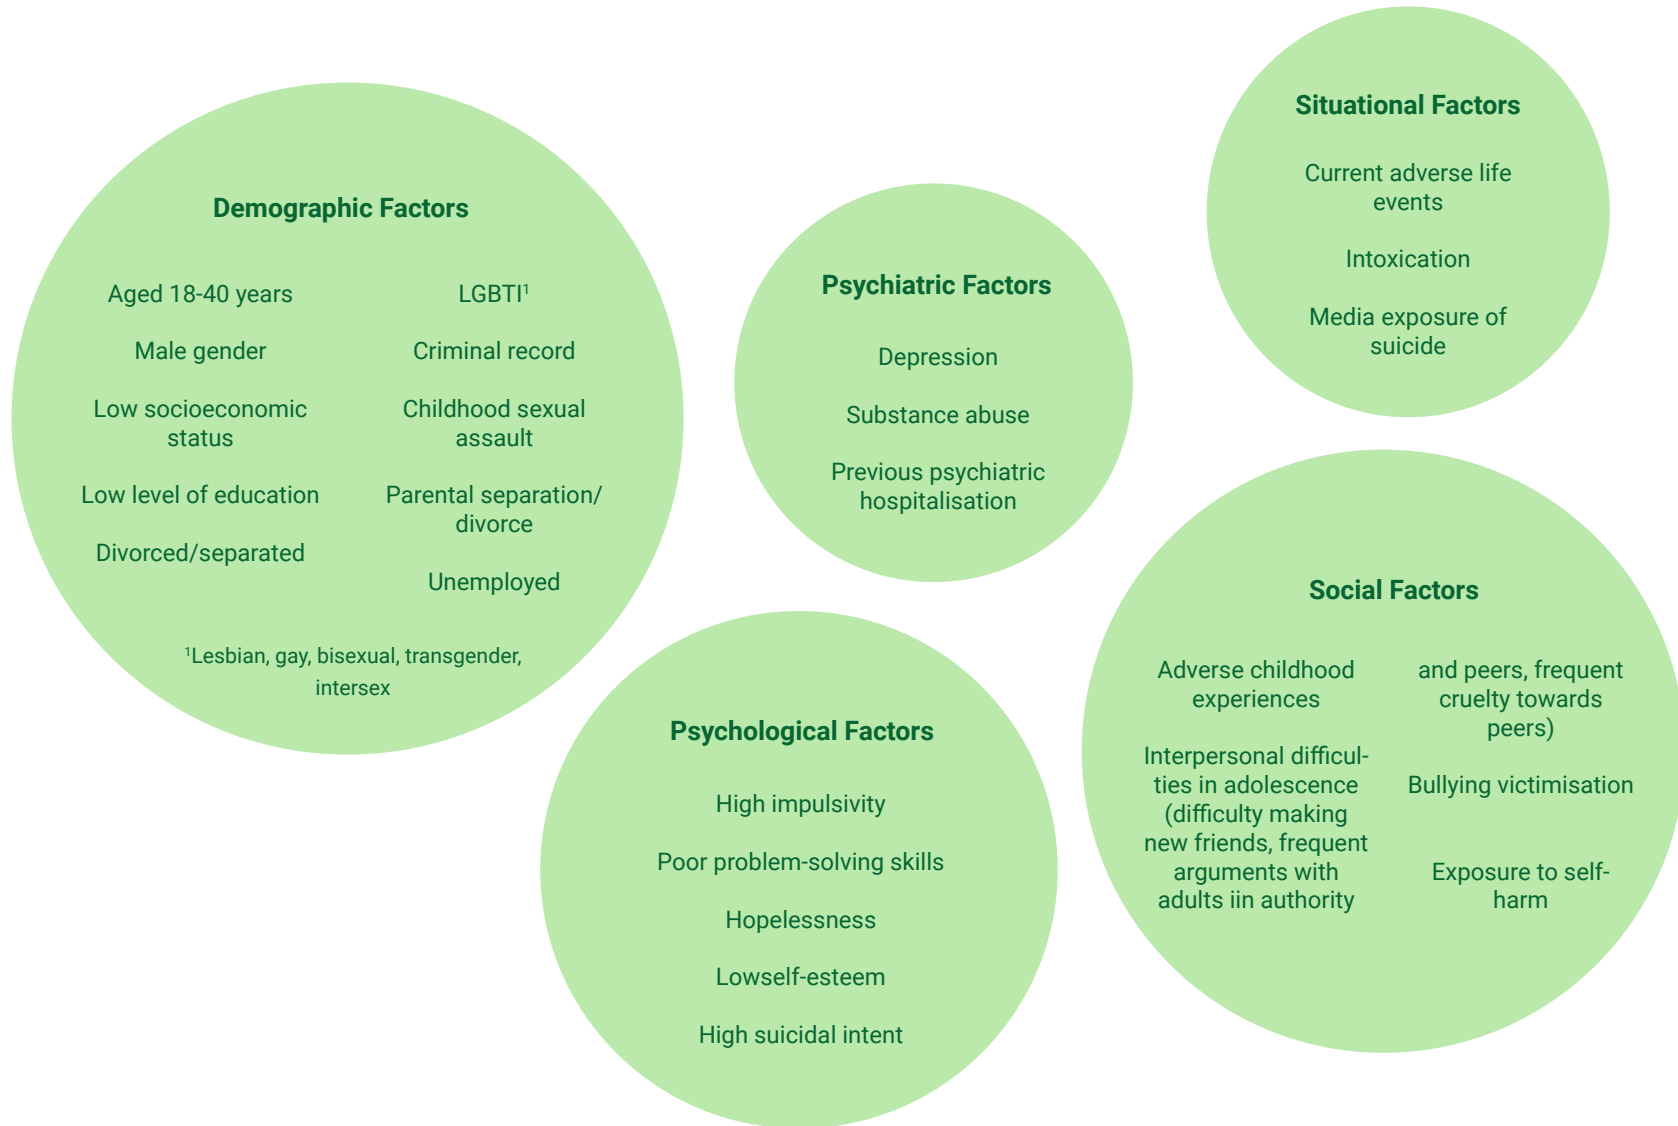 Demographic Factors
Aged 18-40 years
Male gender
Low socioeconomic
status
Low level of education
Divorced/separated
LGBTI¹
Criminal record
Childhood sexual
assault
Parental separation/
divorce
Unemployed
¹Lesbian, gay, bisexual, transgender,
intersex
Psychiatric Factors
Depression
Substance abuse
Previous psychiatric
hospitalisation
Situational Factors
Current adverse life
events
Intoxication
Media exposure of
suicide
Psychological Factors
High impulsivity
Poor problem-solving skills
Hopelessness
Lowself-esteem
High suicidal intent
Social Factors
Adverse childhood
experiences
Interpersonal difficul-
ties in adolescence
(difficulty making
new friends, frequent
arguments with
adults iin authority
and peers, frequent
cruelty towards
peers)
Bullying victimisation
Exposure to self-
harm